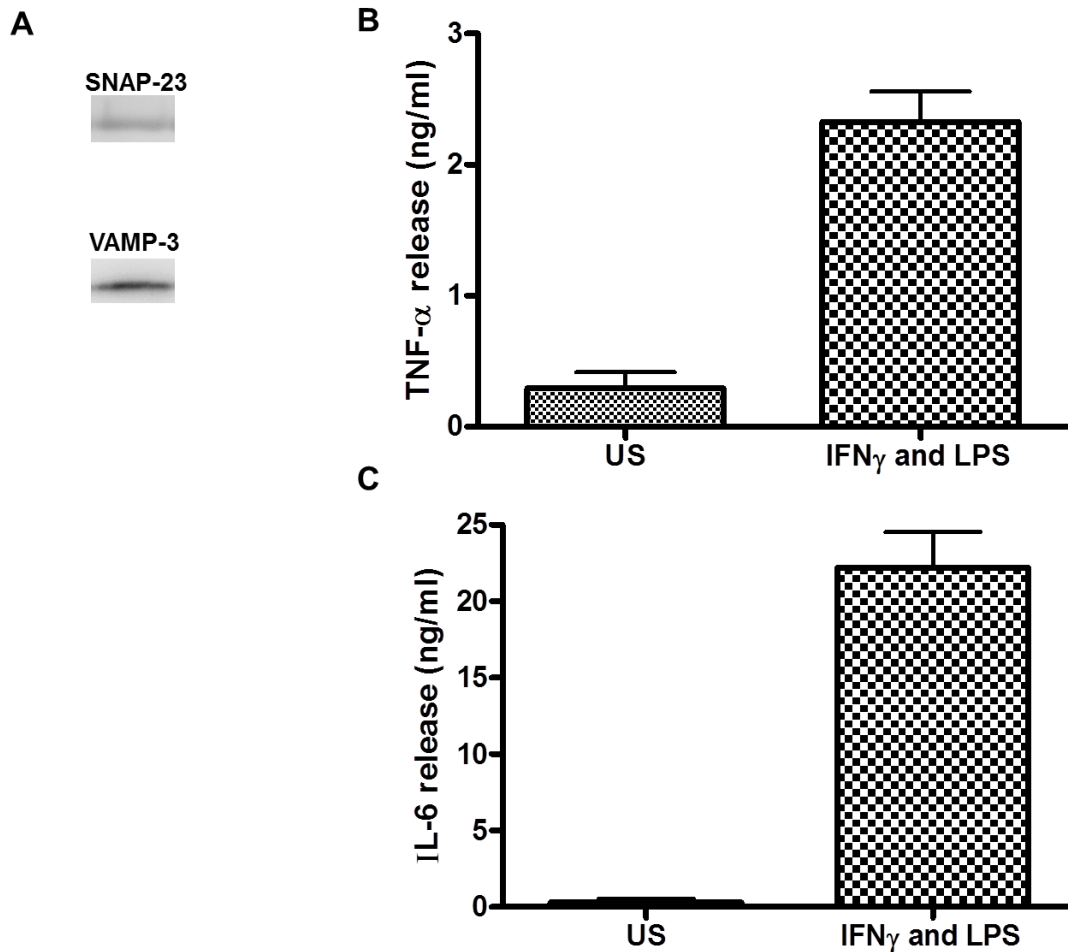 A
SNAP-23
VAMP-3
B
TNF-α release (ng/ml)
3
2
1
0
US
IFNγ and LPS
C
IL-6 release (ng/ml)
25
20
15
10
5
0
US
IFNγ and LPS